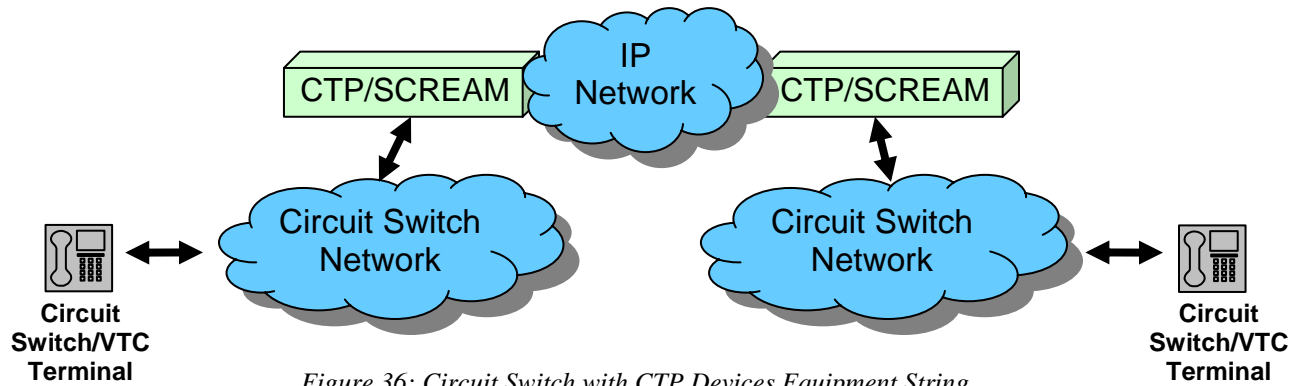 IP
Network
CTP/SCREAM
CTP/SCREAM
Circuit Switch
Network
Circuit Switch
Network
Circuit
Switch/VTC
Terminal
Circuit
Switch/VTC
Terminal
Figure 36: Circuit Switch with CTP Devices Equipment String